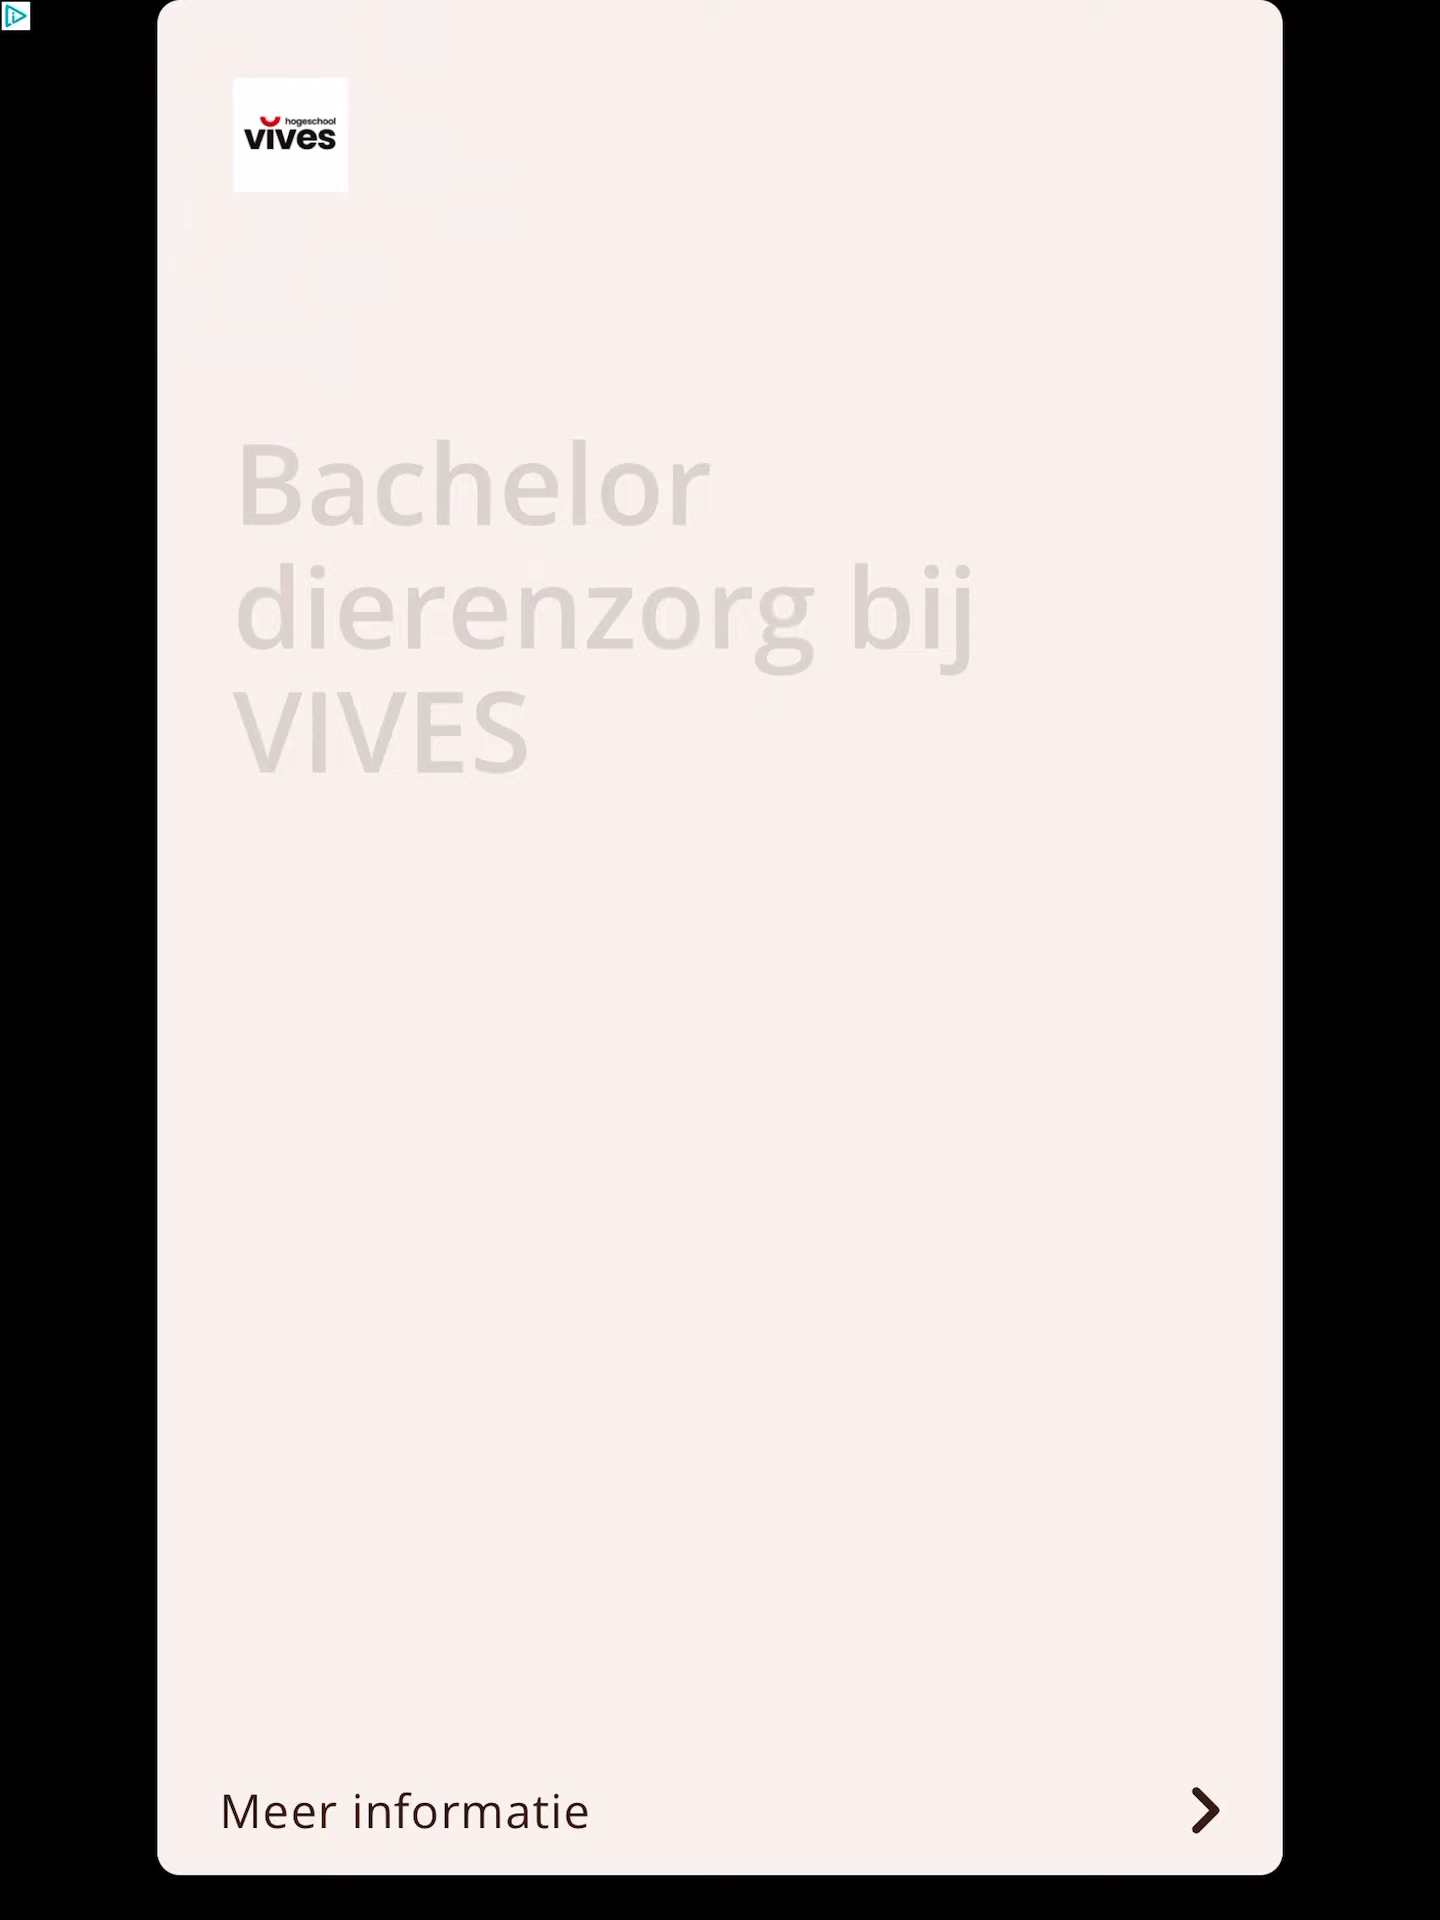 hogeschool
vives
Bachelor
dierenzorg bij
VIVES
Meer informatie